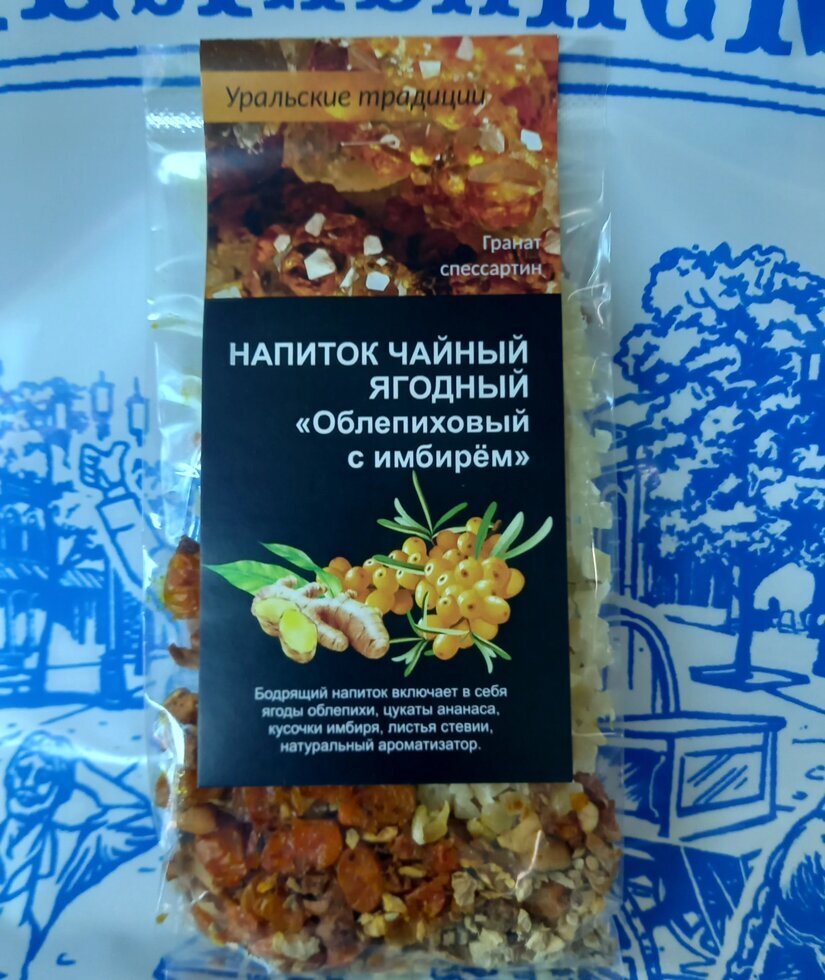 Уральские традиции
Гранат
спессартин
НАПИТОК ЧАЙНЫЙ
ЯГОДНЫЙ
«Облепиховый
с имбирём»
Бодрящий напиток включает в себя
ягоды облепихи, цукаты ананаса,
кусочки имбиря, листья стевии,
натуральный ароматизатор.